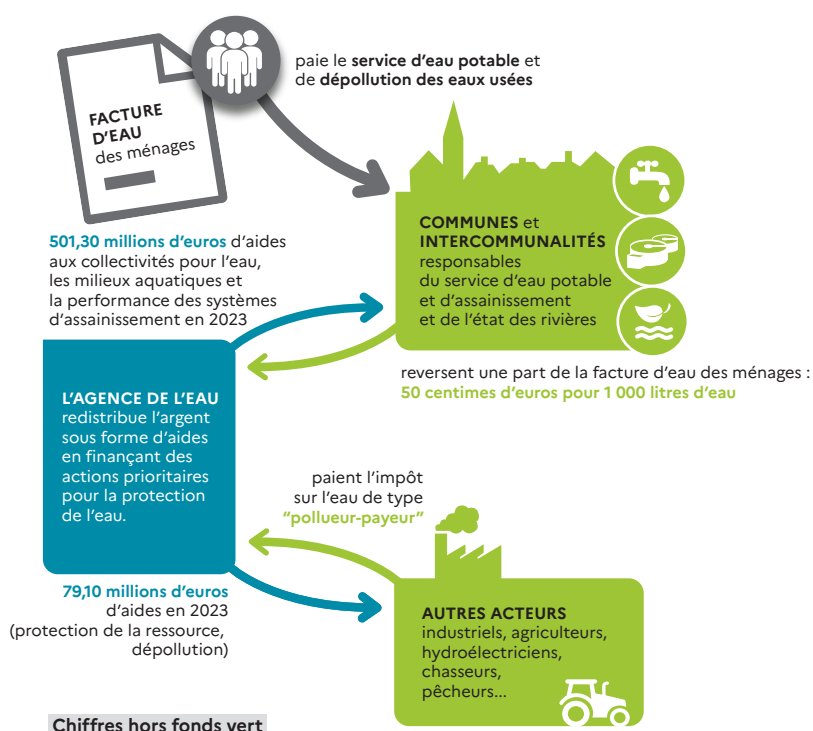 paie le service d'eau potable et
de dépollution des eaux usées
FACTURE
D'EAU
des ménages
COMMUNES et
INTERCOMMUNALITÉS
responsables
du service d'eau potable
et d'assainissement
et de l'état des rivières
501,30 millions d'euros d'aides
aux collectivités pour l'eau,
les milieux aquatiques et
la performance des systèmes
d'assainissement en 2023
reversent une part de la facture d'eau des ménages :
50 centimes d'euros pour 1 000 litres d'eau
L'AGENCE DE L'EAU
redistribue l'argent
sous forme d'aides
en finançant des
actions prioritaires
pour la protection
de l'eau.
paient l'impôt
sur l'eau de type
“pollueur-payeur”
79,10 millions d'euros
d'aides en 2023
(protection de la ressource,
dépollution)
AUTRES ACTEURS
industriels, agriculteurs,
hydroélectriciens,
chasseurs,
pêcheurs...
Chiffres hors fonds vert